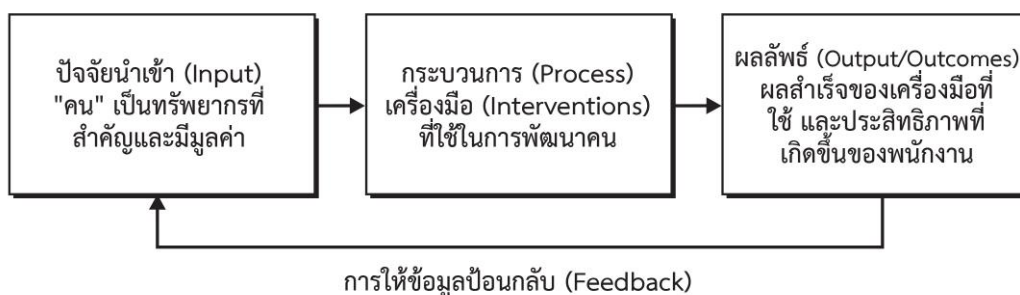 ปัจจัยนำเข้า (Input)
"คน" เป็นทรัพยากรที่
สำคัญและมีมูลค่า
กระบวนการ (Process)
เครื่องมือ (Interventions)
ที่ใช้ในการพัฒนาคน
ผลลัพธ์ (Output/Outcomes)
ผลสำเร็จของเครื่องมือที่
ใช้ และประสิทธิภาพที่
เกิดขึ้นของพนักงาน
การให้ข้อมูลป้อนกลับ (Feedback)